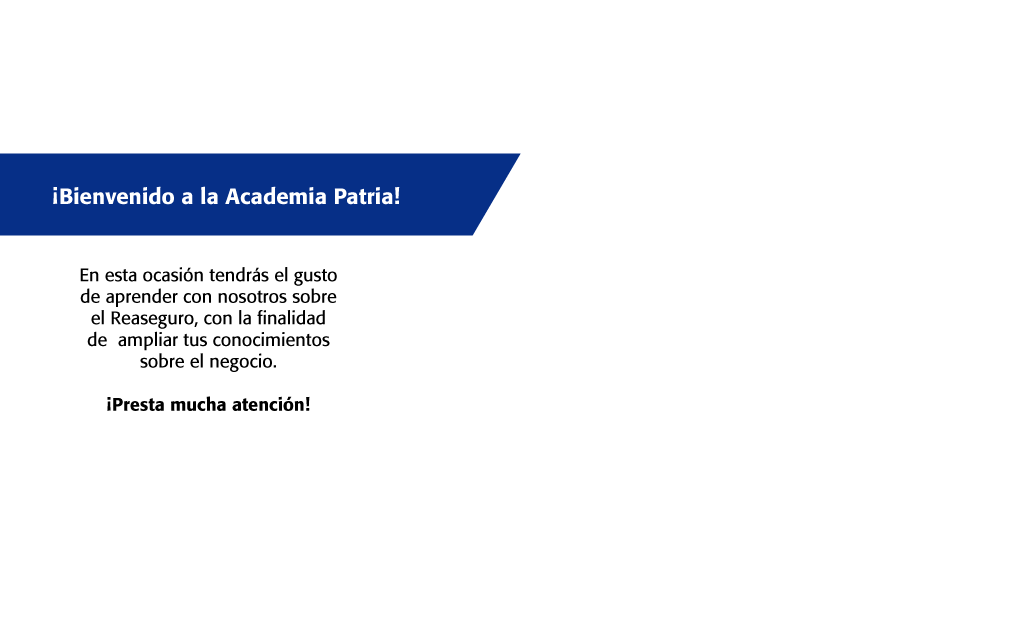 ¡Bienvenido a la Academia Patria!
En esta ocasión tendrás el gusto
de aprender con nosotros sobre
el Reaseguro, con la finalidad
de  ampliar tus conocimientos
sobre el negocio.
¡Presta mucha atención!